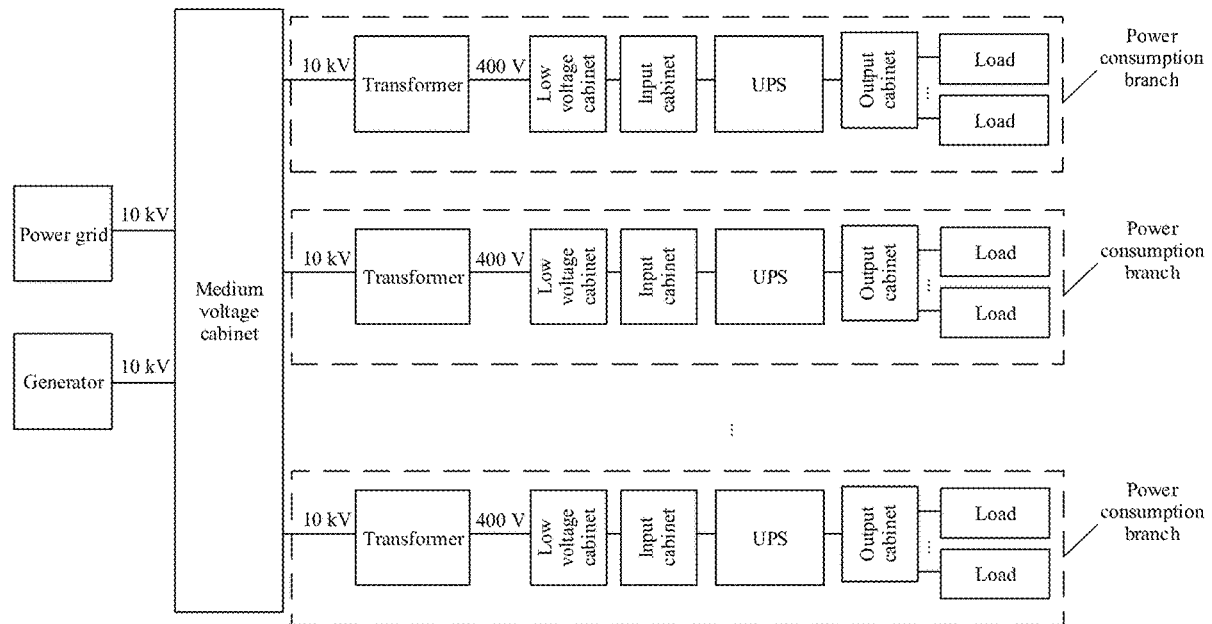 10 kV
Transformer
400 V
Low
voltage
cabinet
Input
cabinet
UPS
Output
cabinet
...
Load
Load
Power
consumption
branch
Power grid
10 kV
Generator
10 kV
Medium
voltage
cabinet
10 kV
Transformer
400 V
Low
voltage
cabinet
Input
cabinet
UPS
Output
cabinet
...
Load
Load
Power
consumption
branch
...
10 kV
Transformer
400 V
Low
voltage
cabinet
Input
cabinet
UPS
Output
cabinet
...
Load
Load
Power
consumption
branch